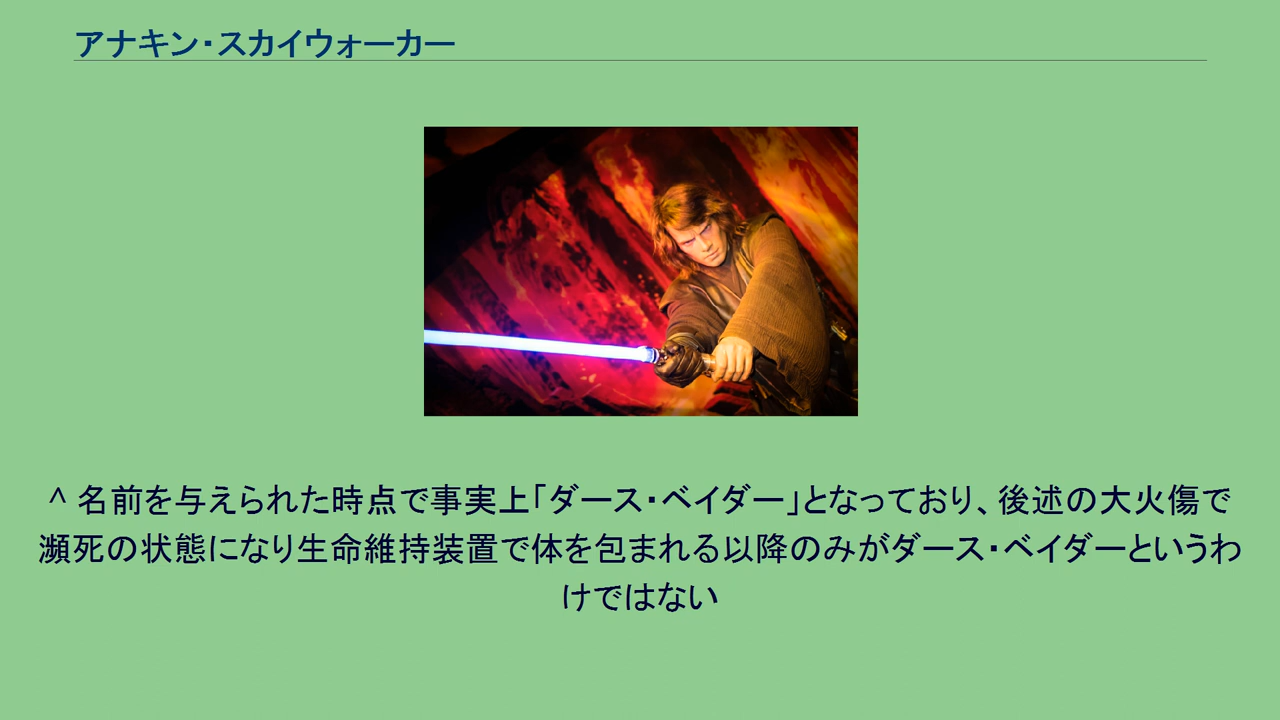 アナキン・スカイウォーカー
^ 名前を与えられた時点で事実上「ダース・ベイダー」となっており、後述の大火傷で
瀕死の状態になり生命維持装置で体を包まれる以降のみがダース・ベイダーというわ
けではない